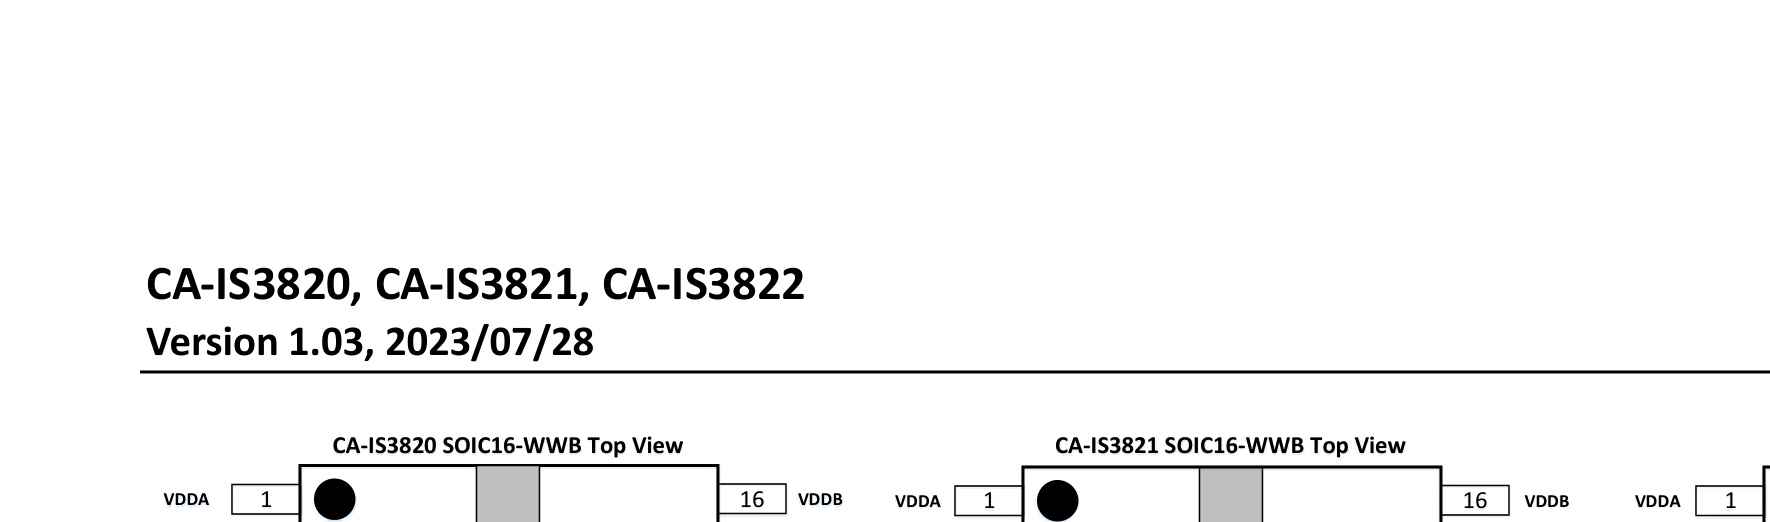 CA-IS3820, CA-IS3821, CA-IS3822
Version 1.03, 2023/07/28
CA-IS3820 SOIC16-WWB Top View
CA-IS3821 SOIC16-WWB Top View
VDDA 1 16 VDDB
VDDA 1 16 VDDB
VDDA 1